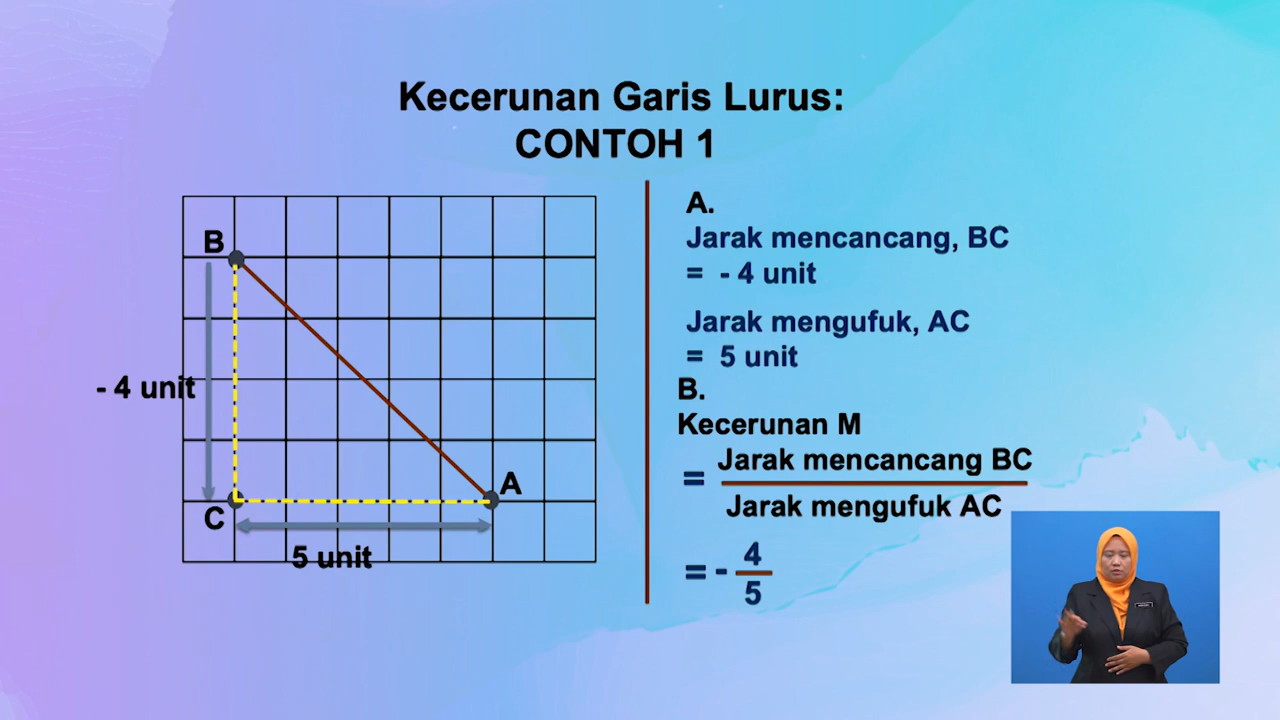 Kecerunan Garis Lurus:
CONTOH 1
B
- 4 unit
A
C
5 unit
A.
Jarak mencancang, BC
= - 4 unit
Jarak mengufuk, AC
= 5 unit
B.
Kecerunan M
= Jarak mencancang BC
Jarak mengufuk AC
= - 4
5